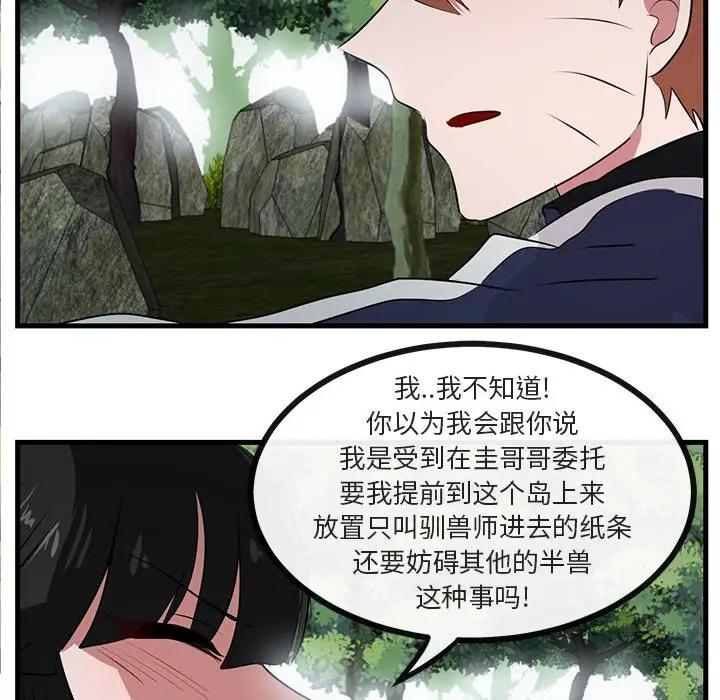 我..我不知道!
你以为我会跟你说
我是受到在圭哥哥委托
要我提前到这个岛上来
放置只叫驯兽师进去的纸条
还要妨碍其他的半兽
这种事吗!